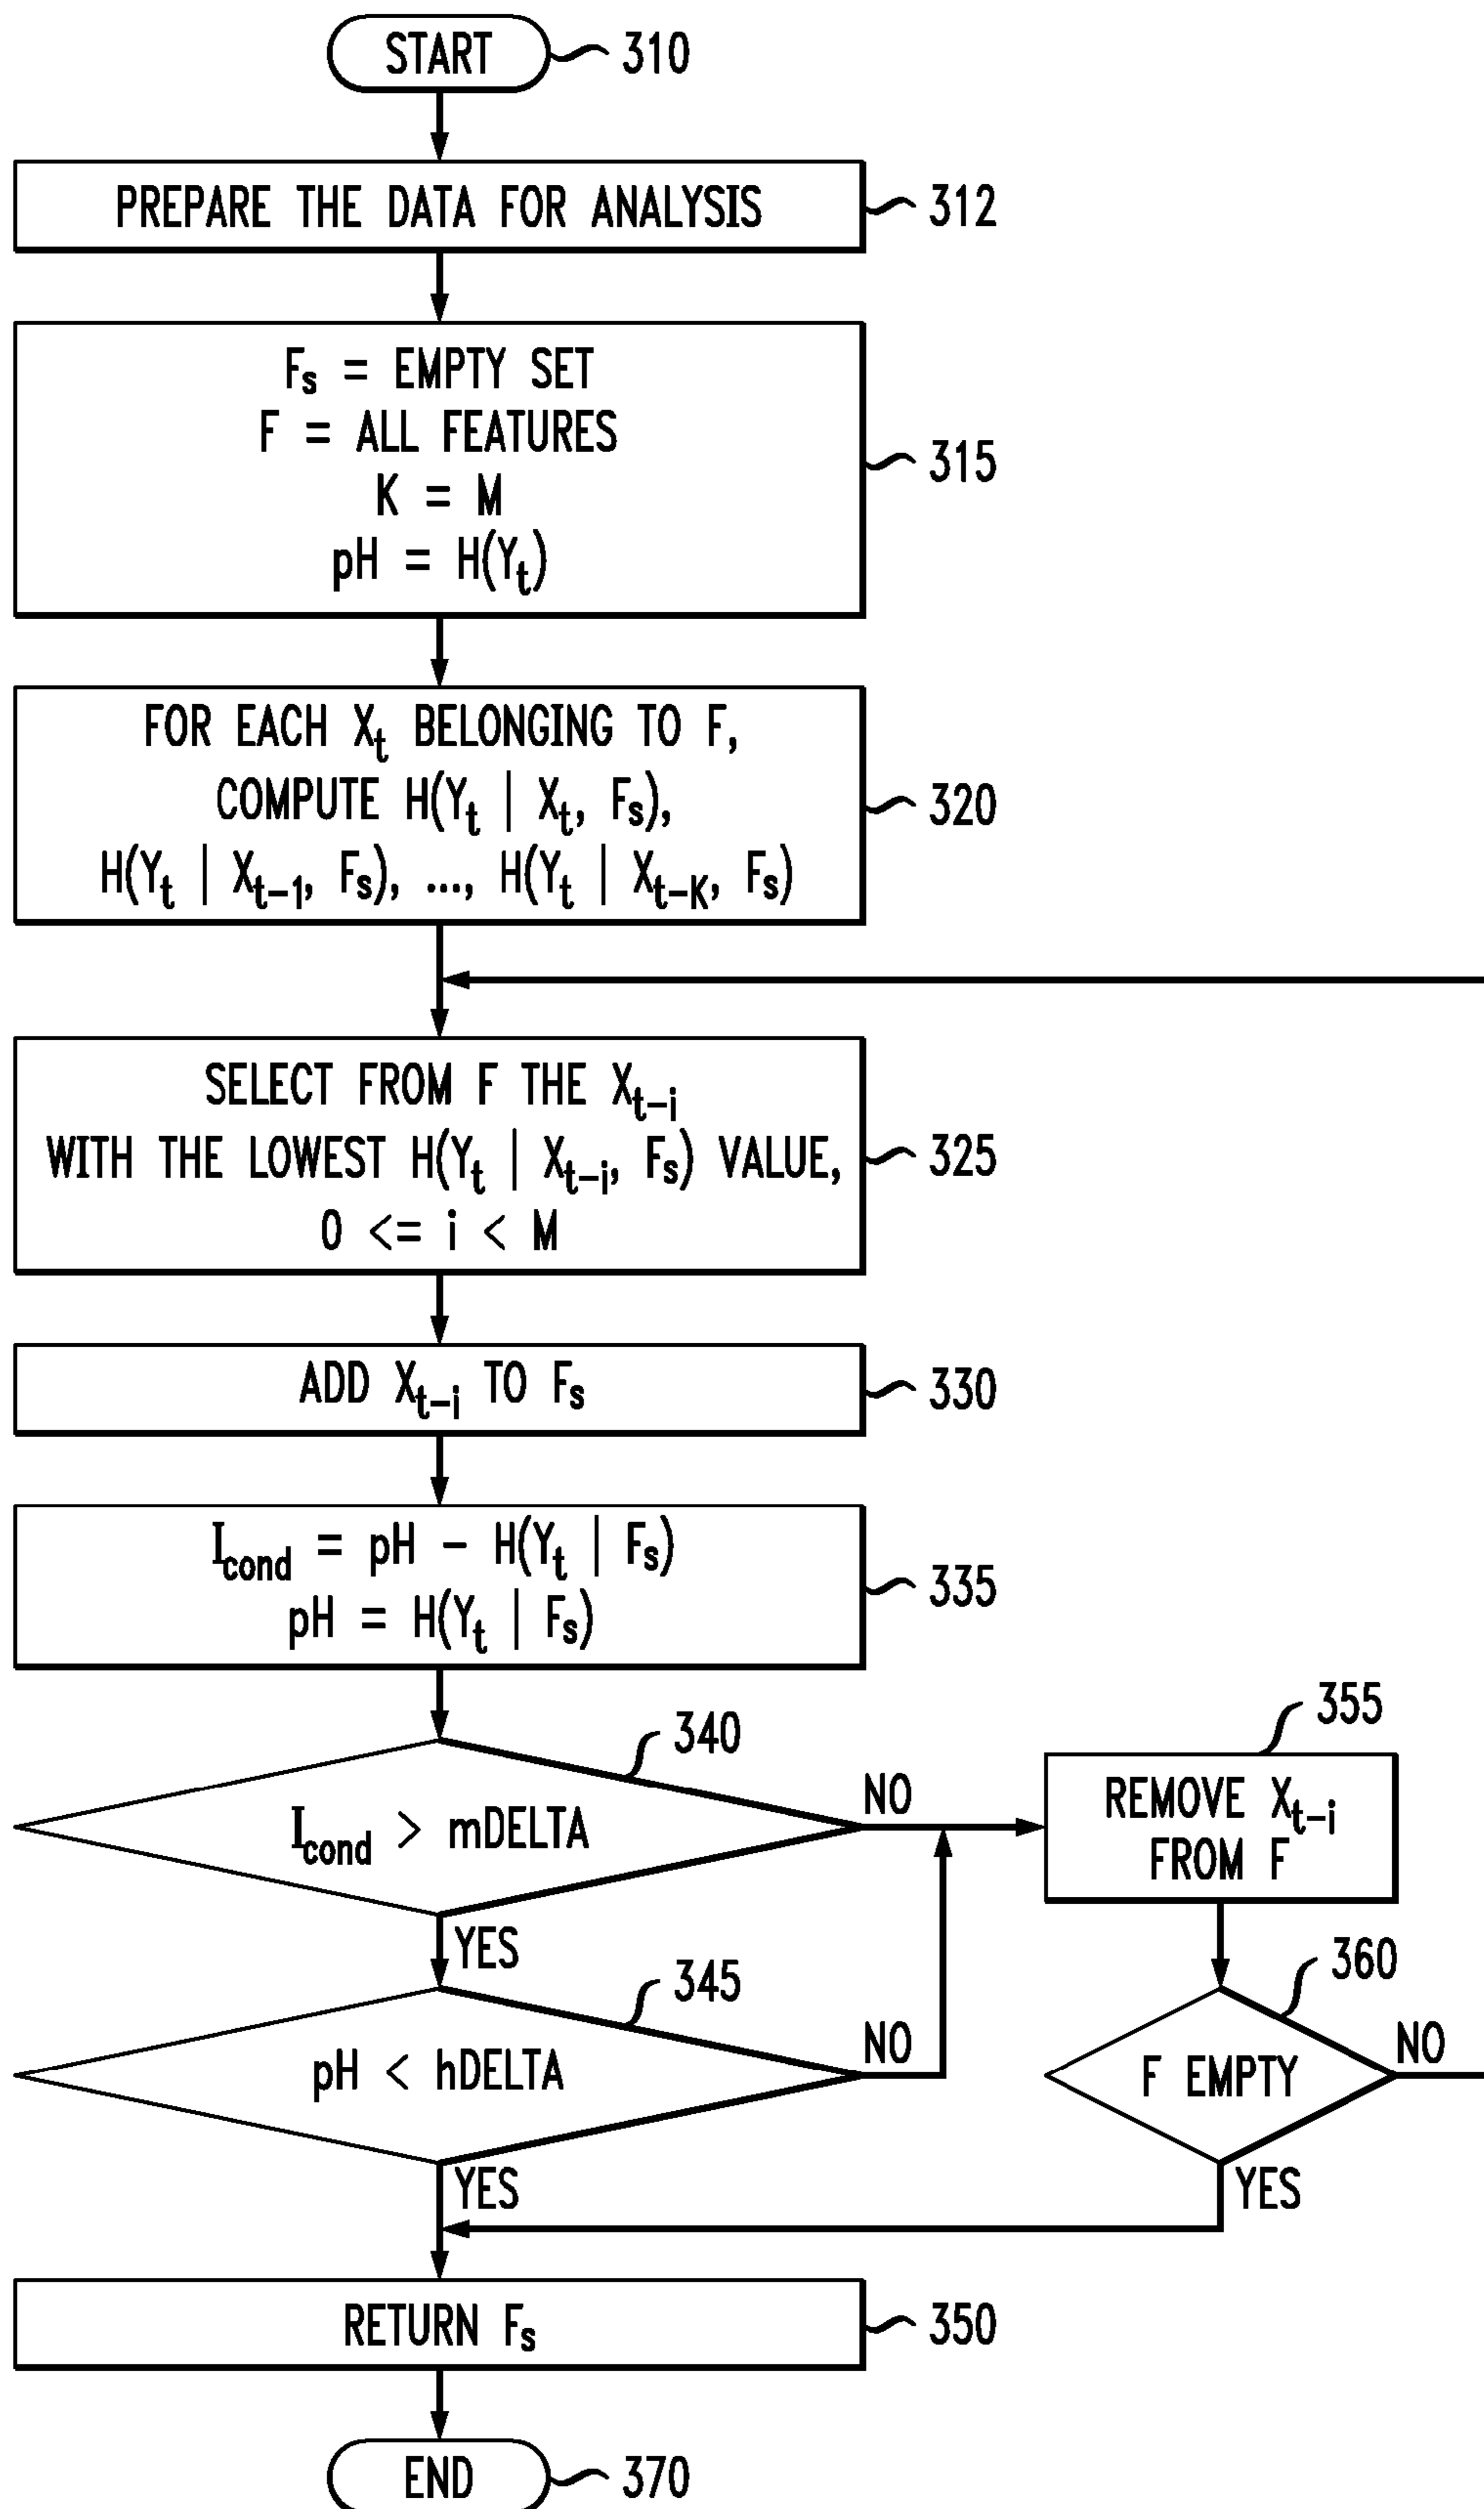 START 310
PREPARE THE DATA FOR ANALYSIS 312
Fs = EMPTY SET
F = ALL FEATURES
K = M
pH = H(Yt)
315
FOR EACH Xt BELONGING TO F,
COMPUTE H(Yt | Xt, Fs),
H(Yt | Xt-1, Fs), ..., H(Yt | Xt-K, Fs)
320
SELECT FROM F THE Xt-i
WITH THE LOWEST H(Yt | Xt-i, Fs) VALUE,
0 <= i < M
325
ADD Xt-i TO Fs 330
Icond = pH - H(Yt | Fs)
pH = H(Yt | Fs)
335
340
Icond > mDELTA
NO
YES
355
REMOVE Xt-i
FROM F
345
pH < hDELTA
NO
YES
360
F EMPTY
NO
YES
RETURN Fs 350
END 370